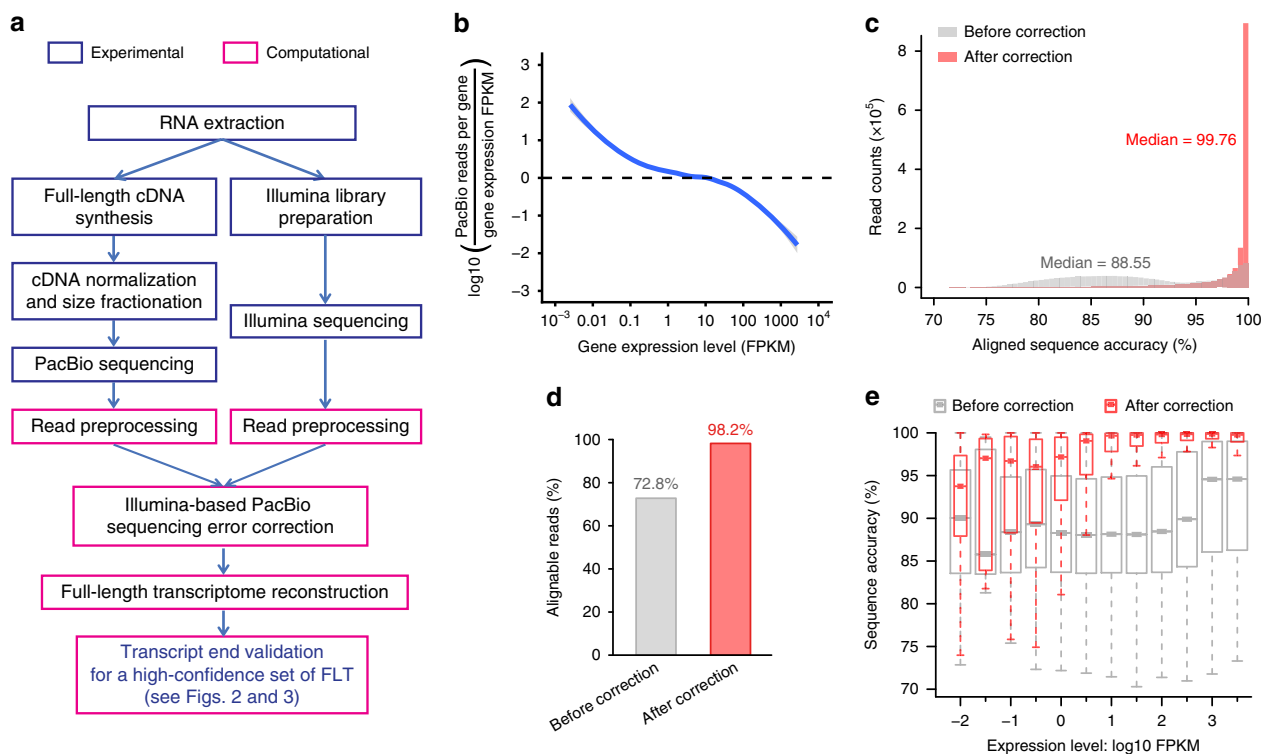 a
Experimental
Computational
RNA extraction
Full-length cDNA
synthesis
Illumina library
preparation
cDNA normalization
and size fractionation
Illumina sequencing
PacBio sequencing
Read preprocessing
Read preprocessing
Illumina-based PacBio
sequencing error correction
Full-length transcriptome reconstruction
Transcript end validation
for a high-confidence set of FLT
(see Figs. 2 and 3)
b
log10 ( PacBio reads per gene
gene expression FPKM )
3
2
1
0
−1
−2
−3
10⁻³ 0.01 0.1 1 10 100 1000 10⁴
Gene expression level (FPKM)
c
Before correction
After correction
Median = 99.76
Median = 88.55
Read counts (×10⁵)
8
6
4
2
0
70 75 80 85 90 95 100
Aligned sequence accuracy (%)
d
Alignable reads (%)
100
80
60
40
20
0
72.8%
98.2%
Before correction
After correction
e
Before correction
After correction
Sequence accuracy (%)
100
95
90
85
80
75
70
−2 −1 0 1 2 3
Expression level: log10 FPKM